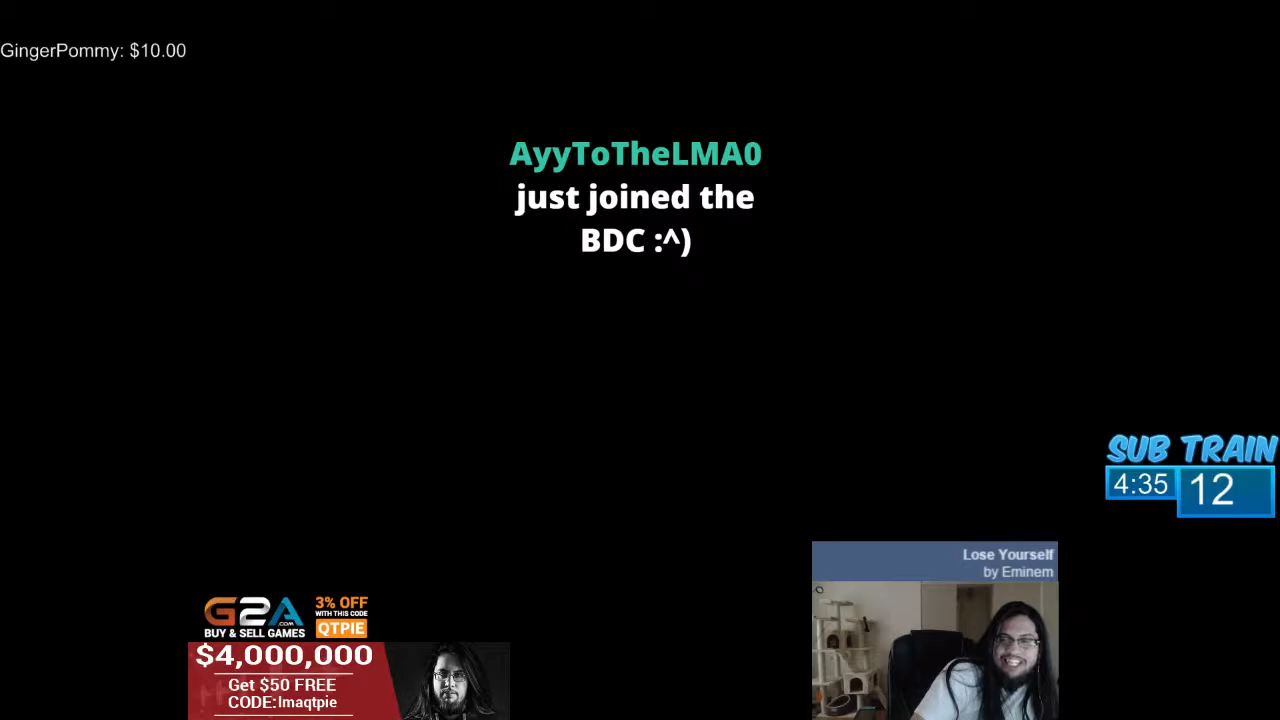 GingerPommy: $10.00
AyyToTheLMA0
just joined the
BDC :^)
SUB TRAIN
4:35
12
Lose Yourself
by Eminem
G2A
.COM
BUY & SELL GAMES
3% OFF
WITH THIS CODE
QTPIE
$4,000,000
Get $50 FREE
CODE:Imaqtpie